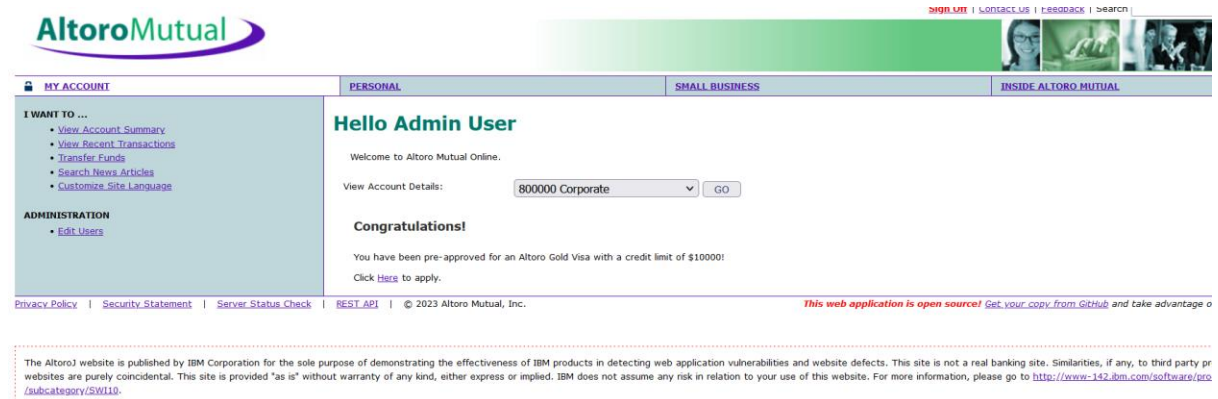 Sign Off | Contact Us | Feedback | Search
AltoroMutual
MY ACCOUNT
PERSONAL
SMALL BUSINESS
INSIDE ALTORO MUTUAL
I WANT TO ...
• View Account Summary
• View Recent Transactions
• Transfer Funds
• Search News Articles
• Customize Site Language
ADMINISTRATION
• Edit Users
Hello Admin User
Welcome to Altoro Mutual Online.
View Account Details: 800000 Corporate GO
Congratulations!
You have been pre-approved for an Altoro Gold Visa with a credit limit of $10000!
Click Here to apply.
Privacy Policy | Security Statement | Server Status Check | REST API | © 2023 Altoro Mutual, Inc. This web application is open source! Get your copy from GitHub and take advantage o
The AltoroJ website is published by IBM Corporation for the sole purpose of demonstrating the effectiveness of IBM products in detecting web application vulnerabilities and website defects. This site is not a real banking site. Similarities, if any, to third party pr
websites are purely coincidental. This site is provided "as is" without warranty of any kind, either express or implied. IBM does not assume any risk in relation to your use of this website. For more information, please go to http://www-142.ibm.com/software/pro
/subcategory/SWI10.